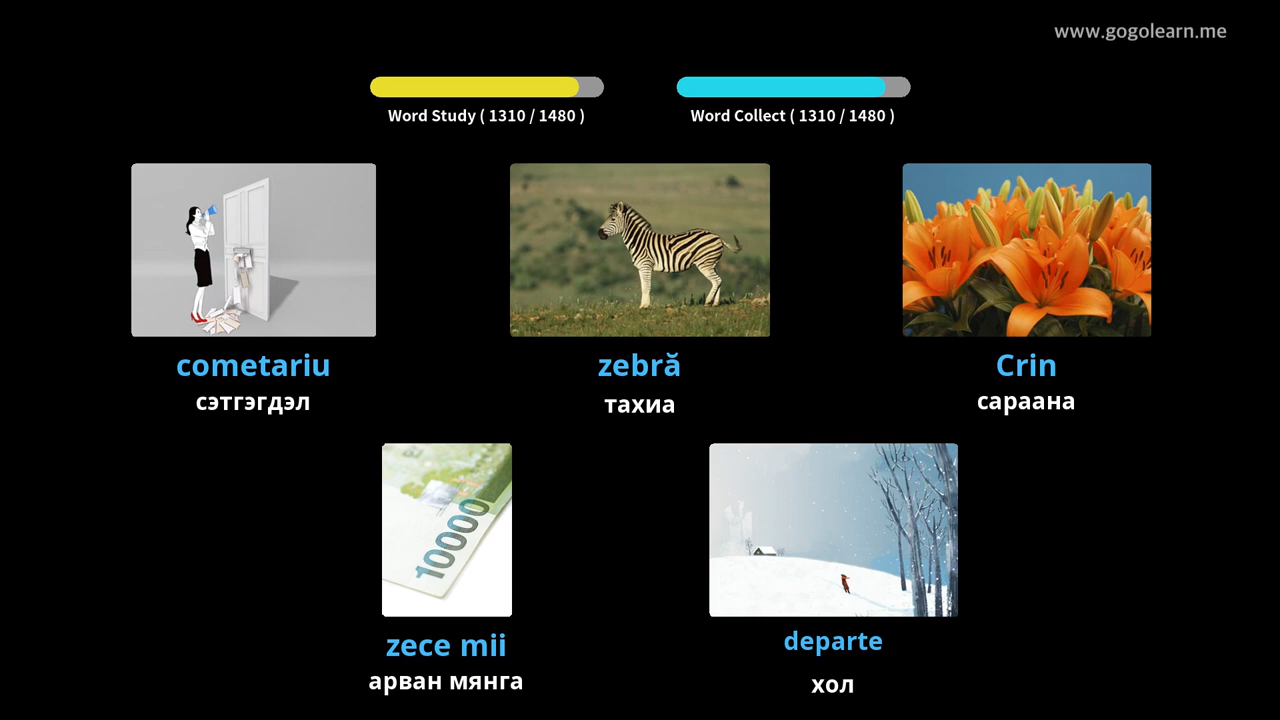 www.gogolearn.me
Word Study ( 1310 / 1480 )
Word Collect ( 1310 / 1480 )
cometariu
сэтгэгдэл
zebră
тахиа
Crin
сараана
10000
zece mii
арван мянга
departe
хол